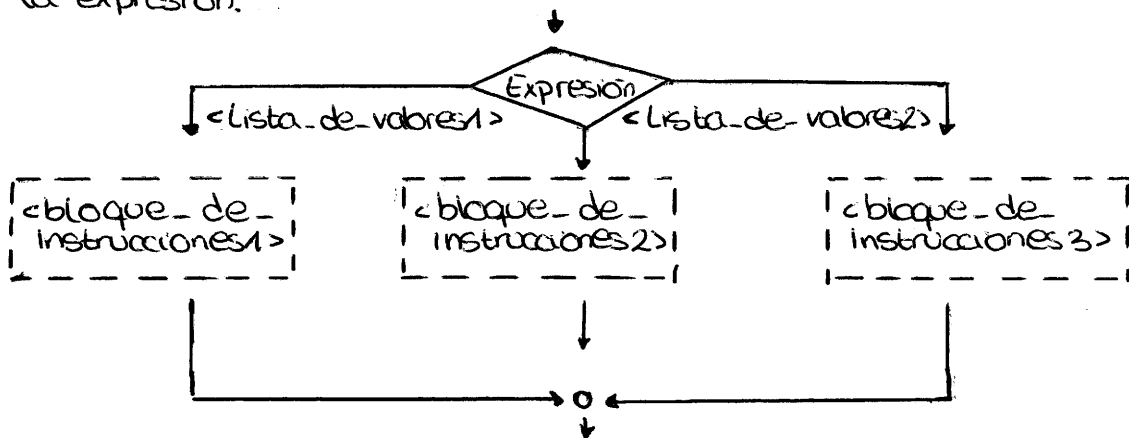 la expresión.
Expresión
<Lista_de_valores1> <Lista_de_valores2>
<bloque_de_ <bloque_de_ <bloque_de_
instrucciones1> instrucciones2> instrucciones3>